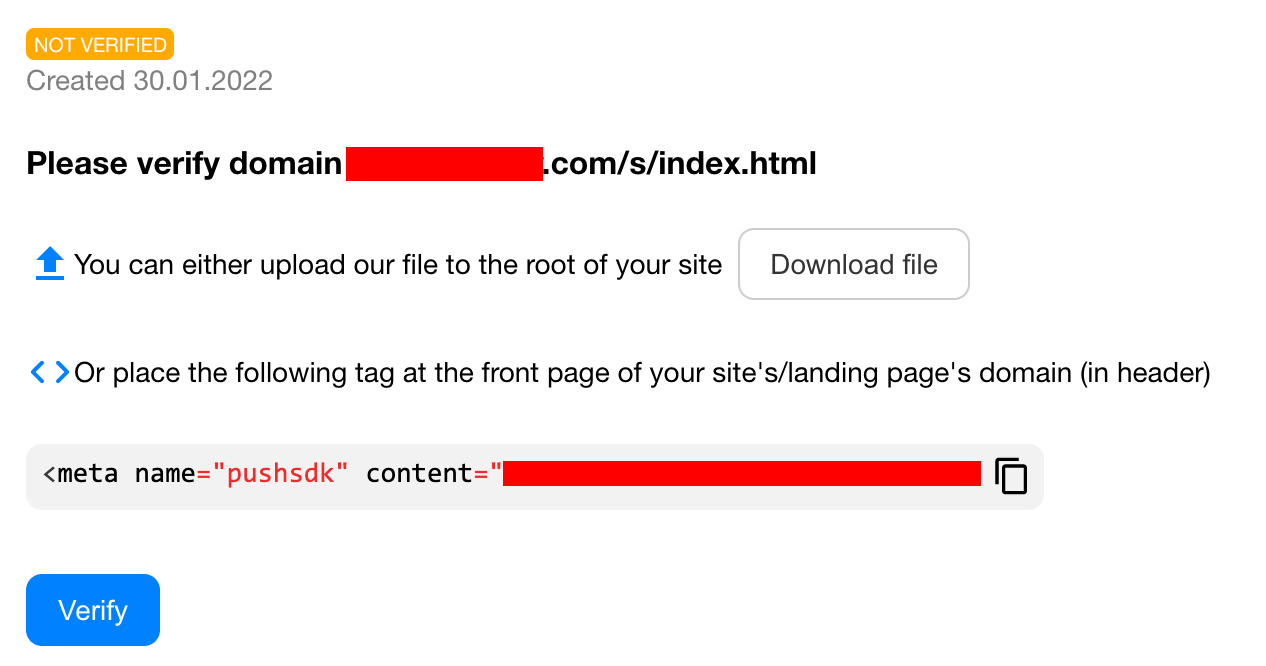 NOT VERIFIED
Created 30.01.2022
Please verify domain .com/s/index.html
You can either upload our file to the root of your site Download file
Or place the following tag at the front page of your site's/landing page's domain (in header)
<meta name="pushsdk" content="
Verify